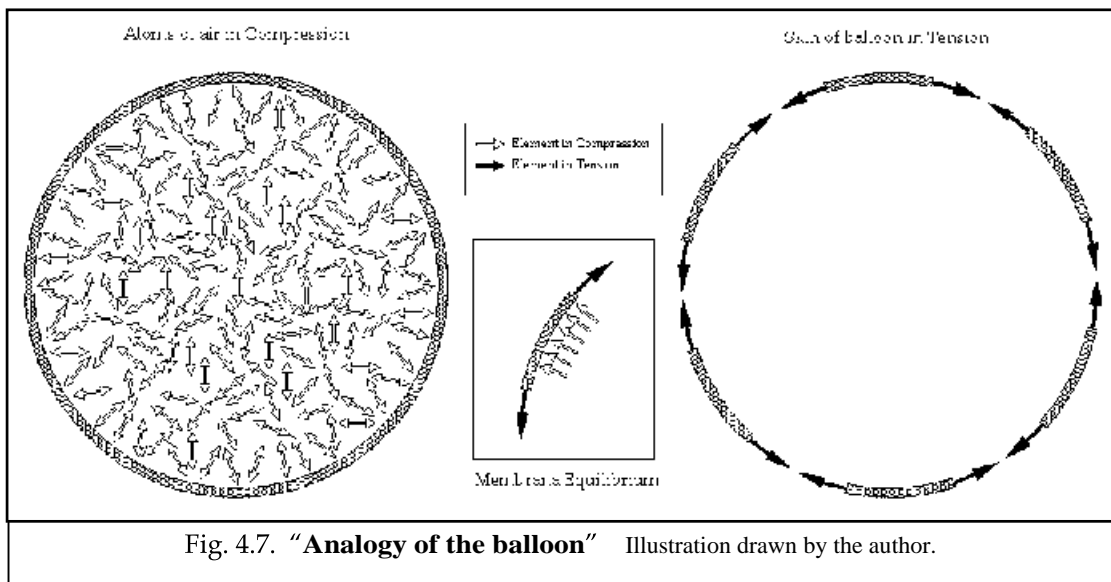 Atoms of air in Compression
Skin of balloon in Tension
Element in Compression
Element in Tension
Membrana Equilibrium
Fig. 4.7. "Analogy of the balloon" Illustration drawn by the author.